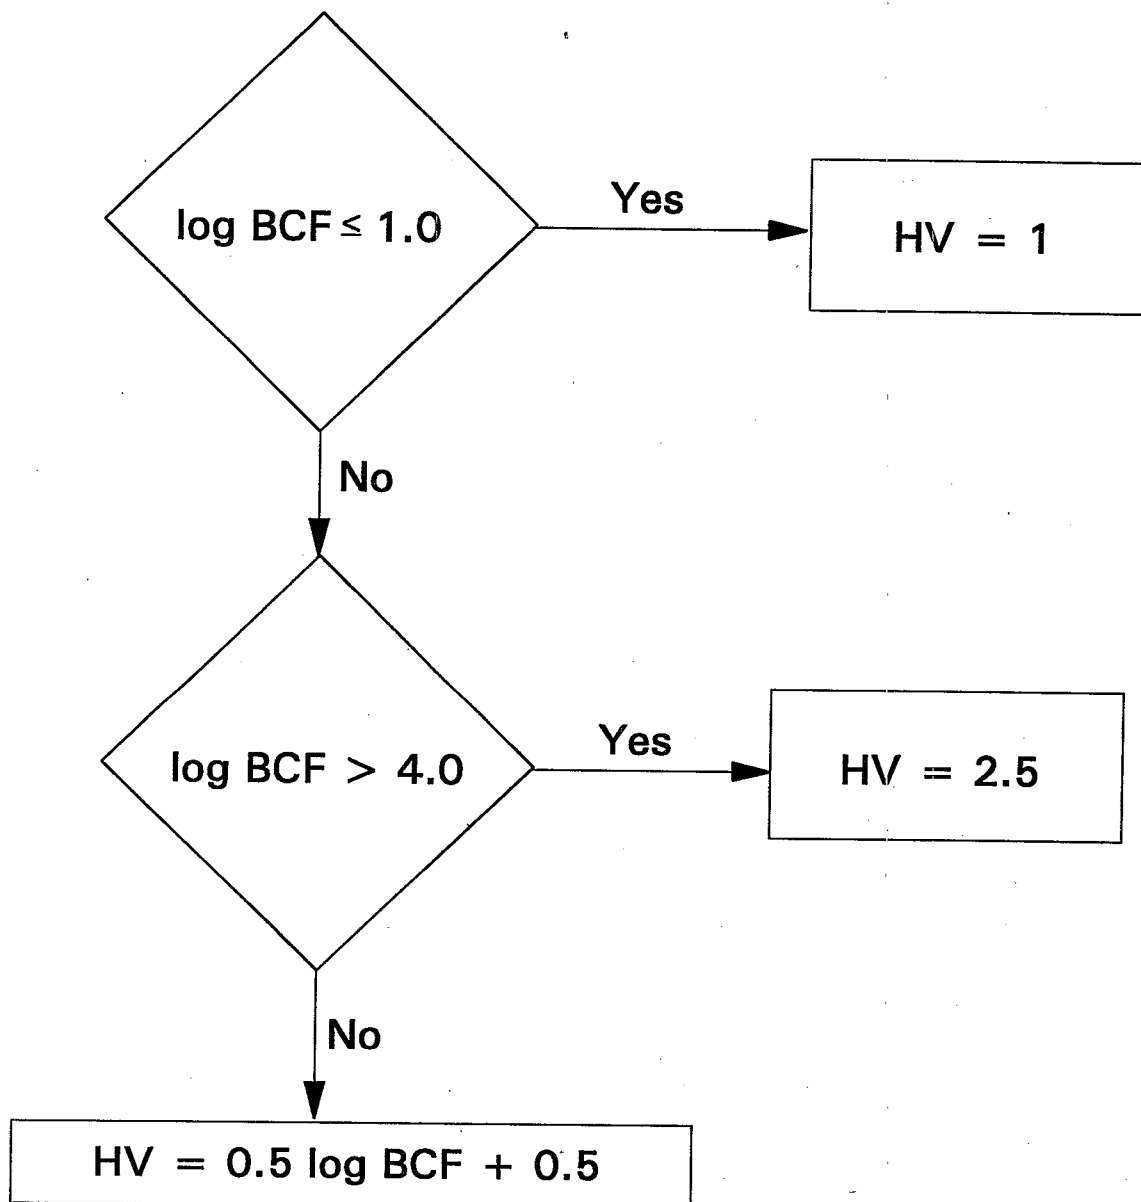 log BCF ≤ 1.0
Yes
HV = 1
No
log BCF > 4.0
Yes
HV = 2.5
No
HV = 0.5 log BCF + 0.5